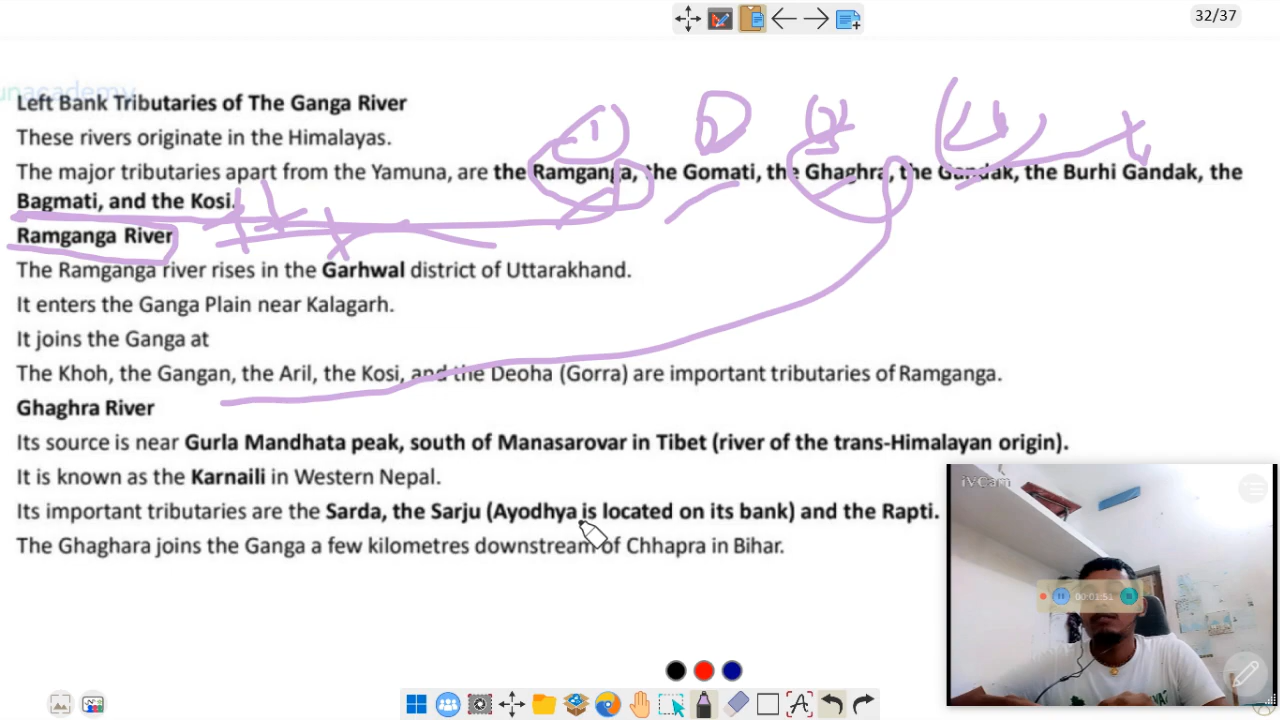 32/37
unacademy
Left Bank Tributaries of The Ganga River
These rivers originate in the Himalayas.
The major tributaries apart from the Yamuna, are the Ramganga, the Gomati, the Ghaghra, the Gandak, the Burhi Gandak, the
Bagmati, and the Kosi.
Ramganga River
The Ramganga river rises in the Garhwal district of Uttarakhand.
It enters the Ganga Plain near Kalagarh.
It joins the Ganga at
The Khoh, the Gangan, the Aril, the Kosi, and the Deoha (Gorra) are important tributaries of Ramganga.
Ghaghra River
Its source is near Gurla Mandhata peak, south of Manasarovar in Tibet (river of the trans-Himalayan origin).
It is known as the Karnaili in Western Nepal.
Its important tributaries are the Sarda, the Sarju (Ayodhya is located on its bank) and the Rapti.
The Ghaghara joins the Ganga a few kilometres downstream of Chhapra in Bihar.
iVCam
00:01:51